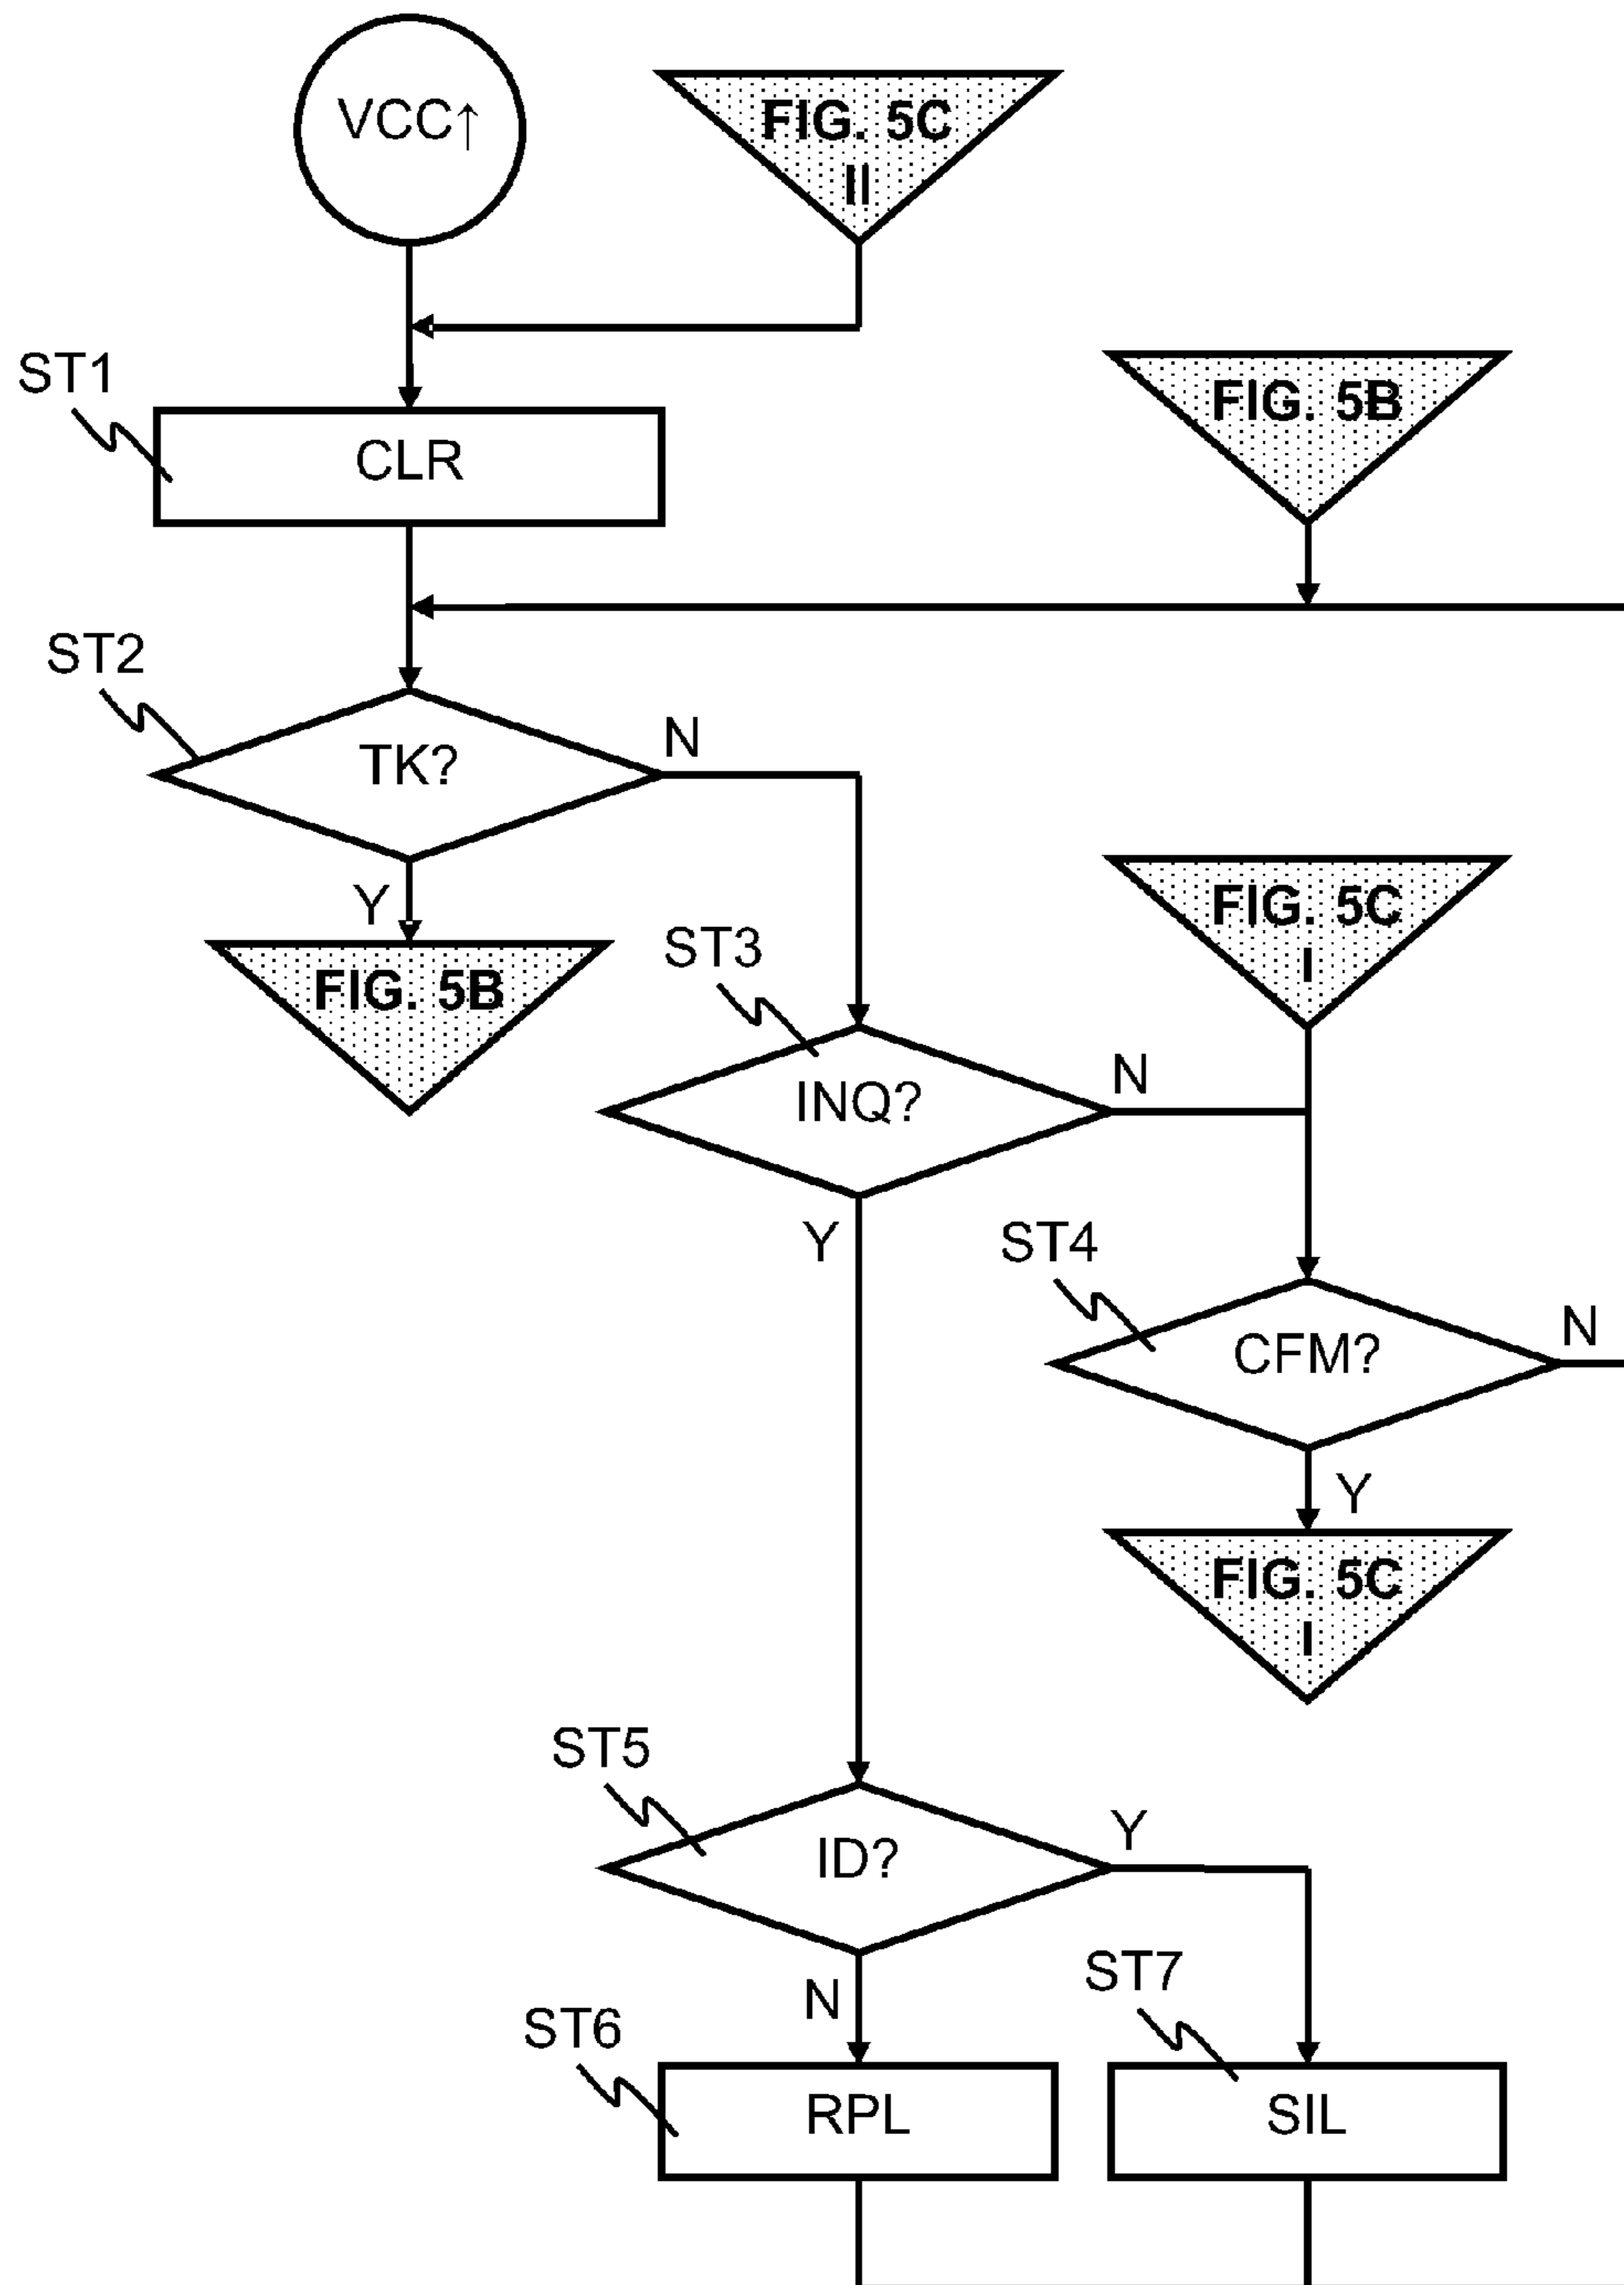 VCC↑
FIG. 5C
II
ST1
CLR
FIG. 5B
ST2
TK?
N
Y
FIG. 5B
FIG. 5C
I
ST3
INQ?
N
Y
ST4
CFM?
N
Y
FIG. 5C
I
ST5
ID?
Y
N
ST7
ST6
RPL
SIL